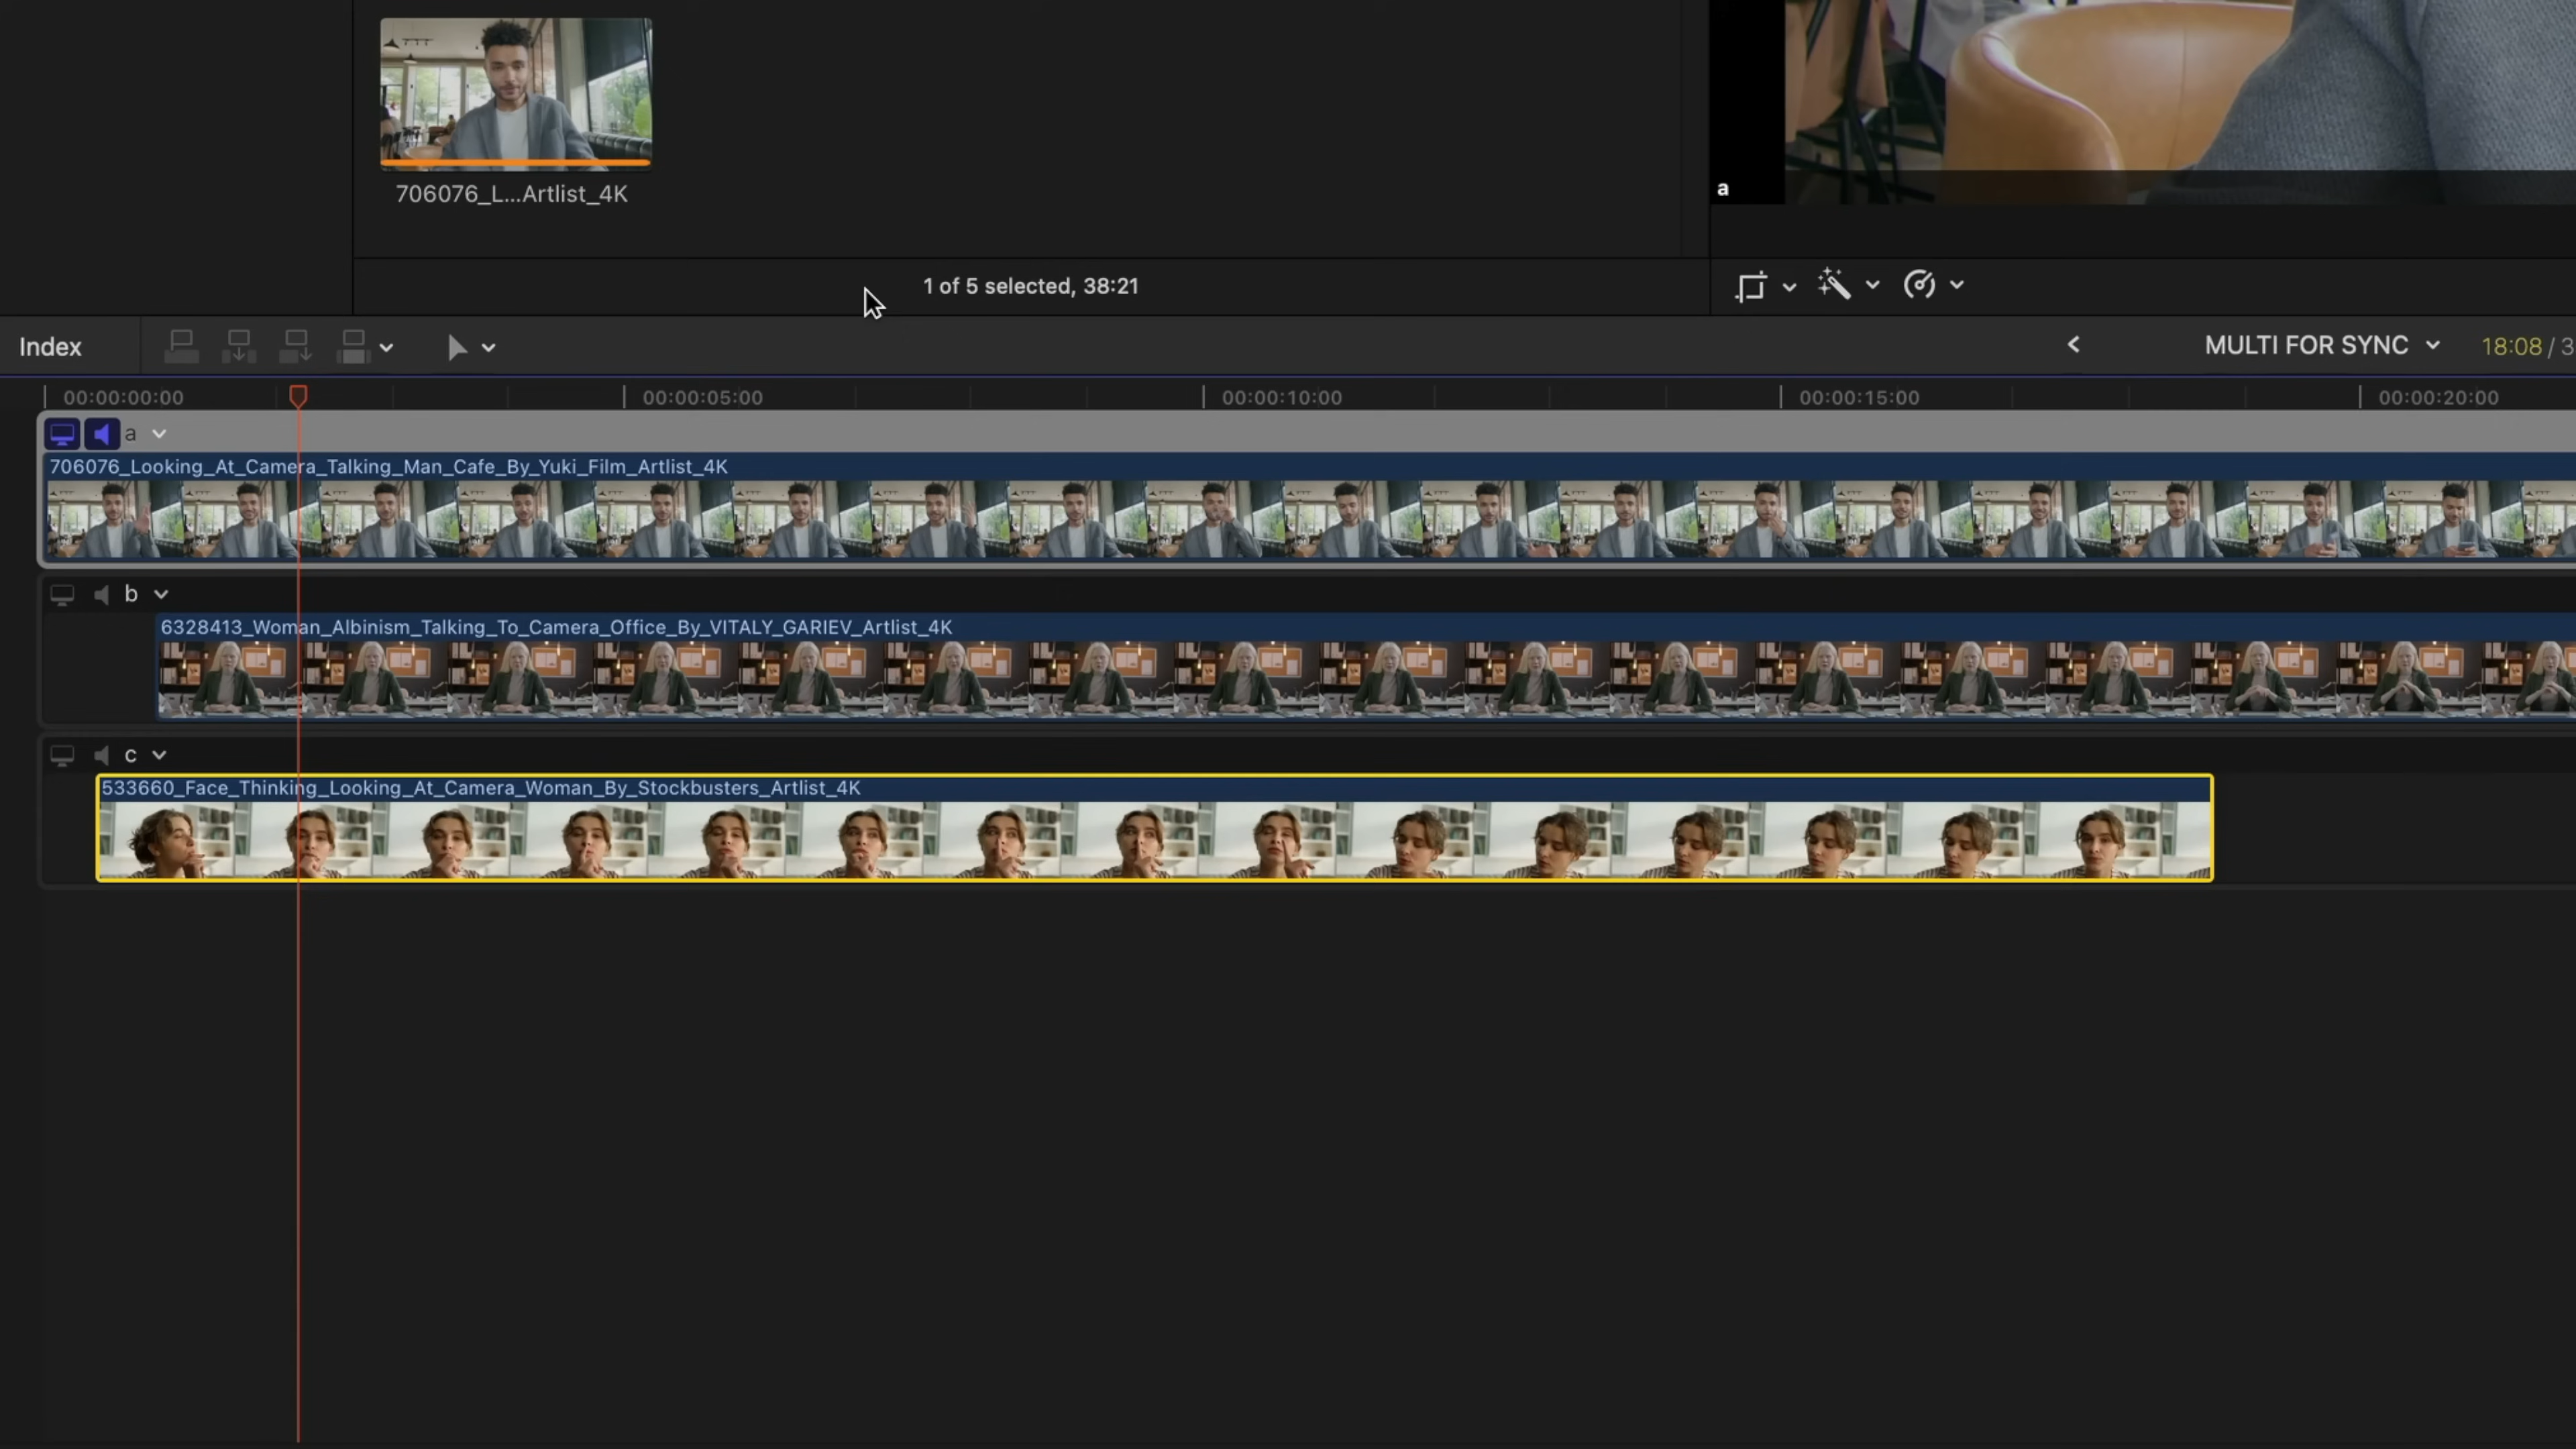 706076_L...Artlist_4K
a
1 of 5 selected, 38:21
Index
MULTI FOR SYNC
18:08 / 3
00:00:00:00
00:00:05:00
00:00:10:00
00:00:15:00
00:00:20:00
a
706076_Looking_At_Camera_Talking_Man_Cafe_By_Yuki_Film_Artlist_4K
b
6328413_Woman_Albinism_Talking_To_Camera_Office_By_VITALY_GARIEV_Artlist_4K
c
533660_Face_Thinking_Looking_At_Camera_Woman_By_Stockbusters_Artlist_4K